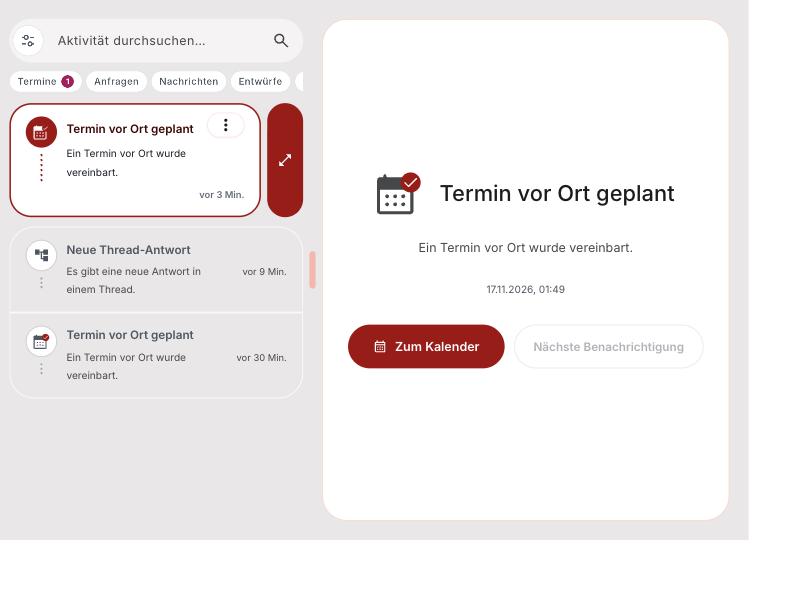 Aktivität durchsuchen...
Termine 1 Anfragen Nachrichten Entwürfe
Termin vor Ort geplant
Ein Termin vor Ort wurde
vereinbart.
vor 3 Min.
Neue Thread-Antwort
Es gibt eine neue Antwort in
einem Thread.
vor 9 Min.
Termin vor Ort geplant
Ein Termin vor Ort wurde
vereinbart.
vor 30 Min.
Termin vor Ort geplant
Ein Termin vor Ort wurde vereinbart.
17.11.2026, 01:49
Zum Kalender
Nächste Benachrichtigung